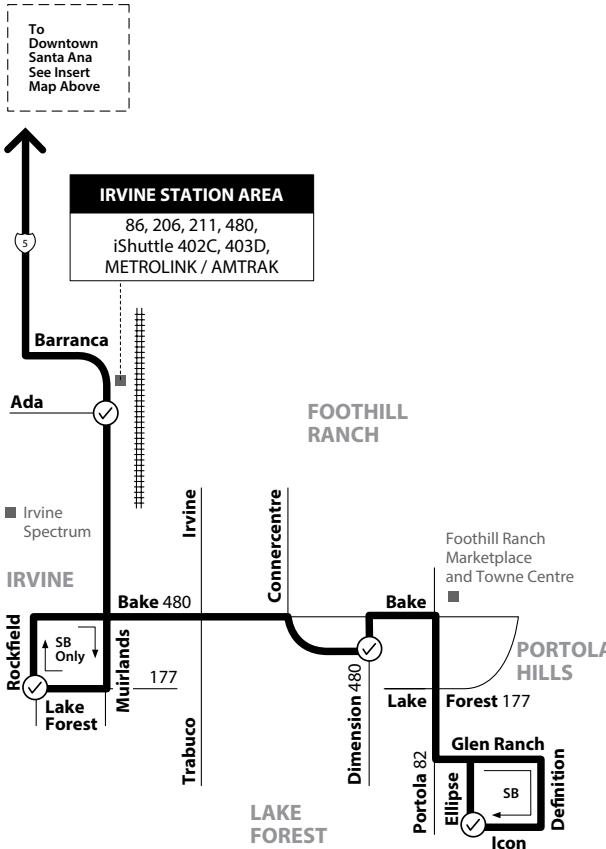 To
Downtown
Santa Ana
See Insert
Map Above
IRVINE STATION AREA
86, 206, 211, 480,
iShuttle 402C, 403D,
METROLINK / AMTRAK
5
Barranca
Ada
FOOTHILL
RANCH
Irvine
Spectrum
Irvine
Connercentre
Foothill Ranch
Marketplace
and Towne Centre
IRVINE
Bake 480
Bake
Rockfield
SB
Only
Muirlands
177
Lake
Forest
Trabuco
Dimension 480
PORTOLA
HILLS
Lake
Forest 177
Glen Ranch
Portola 82
Ellipse
SB
Definition
Icon
LAKE
FOREST